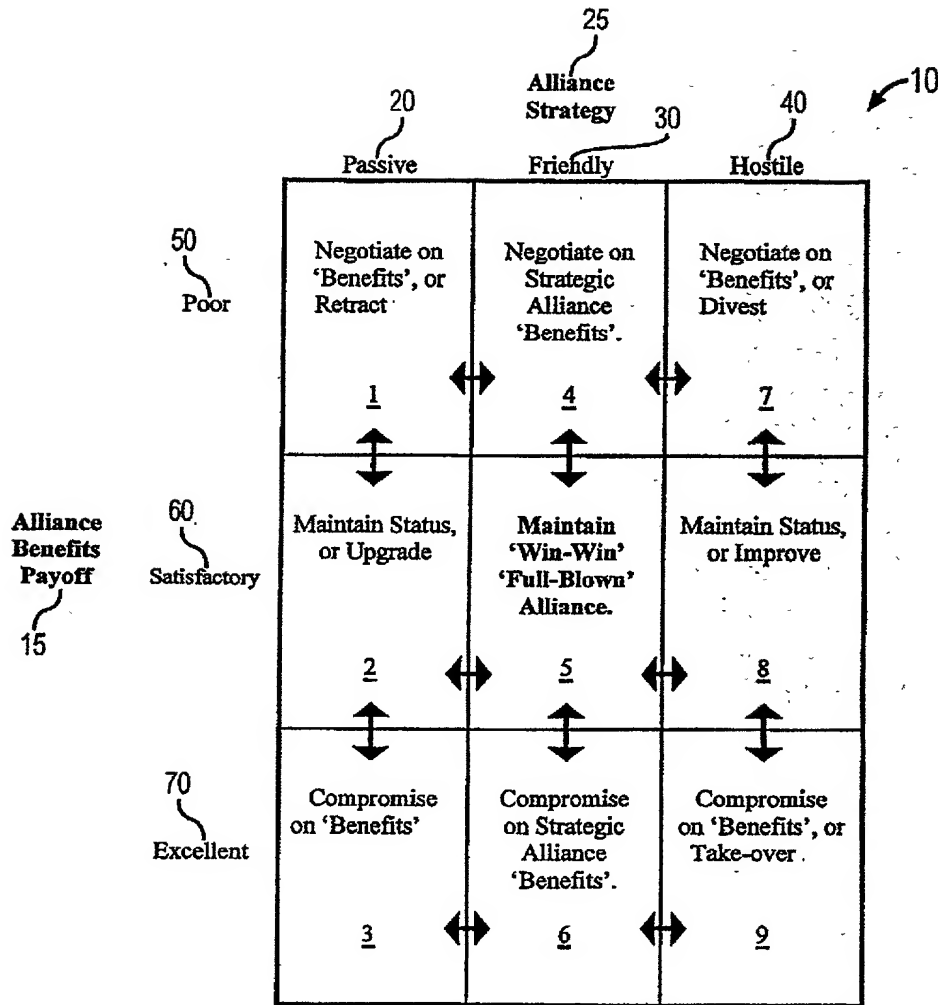 25
Alliance
Strategy
10
20
30
40
Passive
Friendly
Hostile
50
Poor
Negotiate on
'Benefits', or
Retract
1
Negotiate on
Strategic
Alliance
'Benefits'.
4
Negotiate on
'Benefits', or
Divest
7
Alliance
Benefits
Payoff
15
60
Satisfactory
Maintain Status,
or Upgrade
2
Maintain
'Win-Win'
'Full-Blown'
Alliance.
5
Maintain Status,
or Improve
8
70
Excellent
Compromise
on 'Benefits'
3
Compromise
on Strategic
Alliance
'Benefits'.
6
Compromise
on 'Benefits', or
Take-over
9